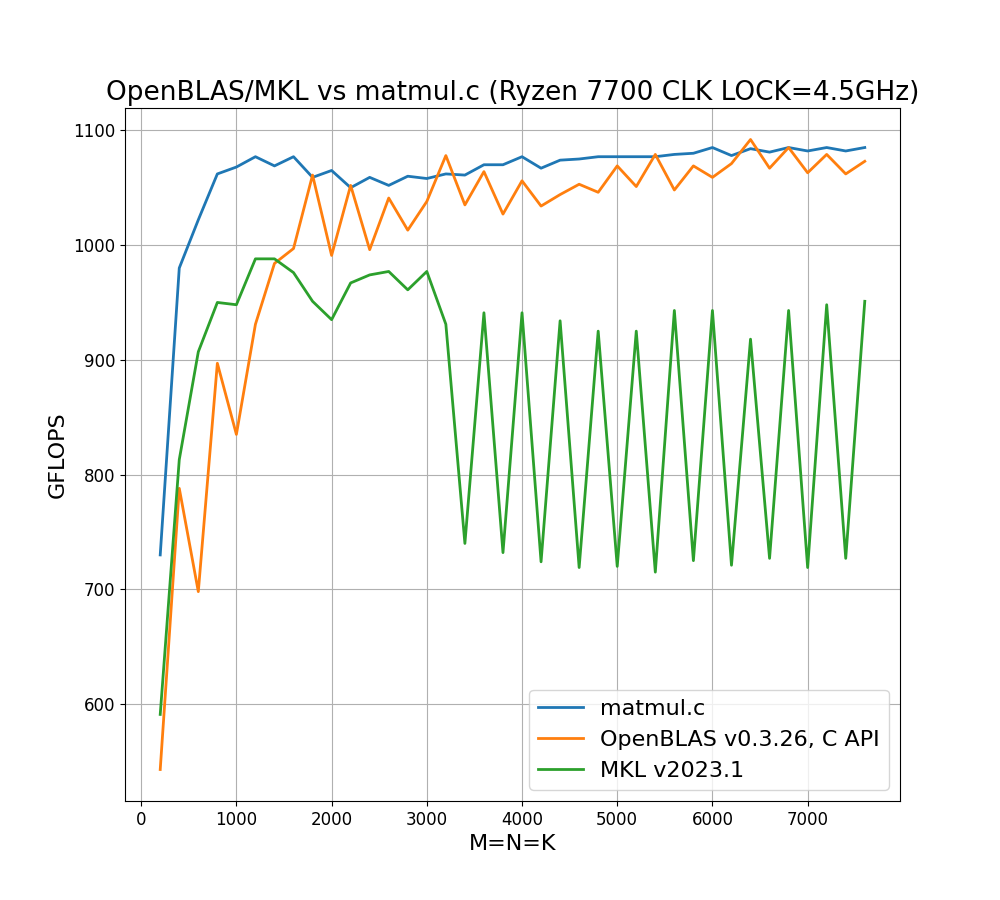 OpenBLAS/MKL vs matmul.c (Ryzen 7700 CLK LOCK=4.5GHz)
1100
1000
900
800
700
600
GFLOPS
matmul.c
OpenBLAS v0.3.26, C API
MKL v2023.1
0 1000 2000 3000 4000 5000 6000 7000
M=N=K